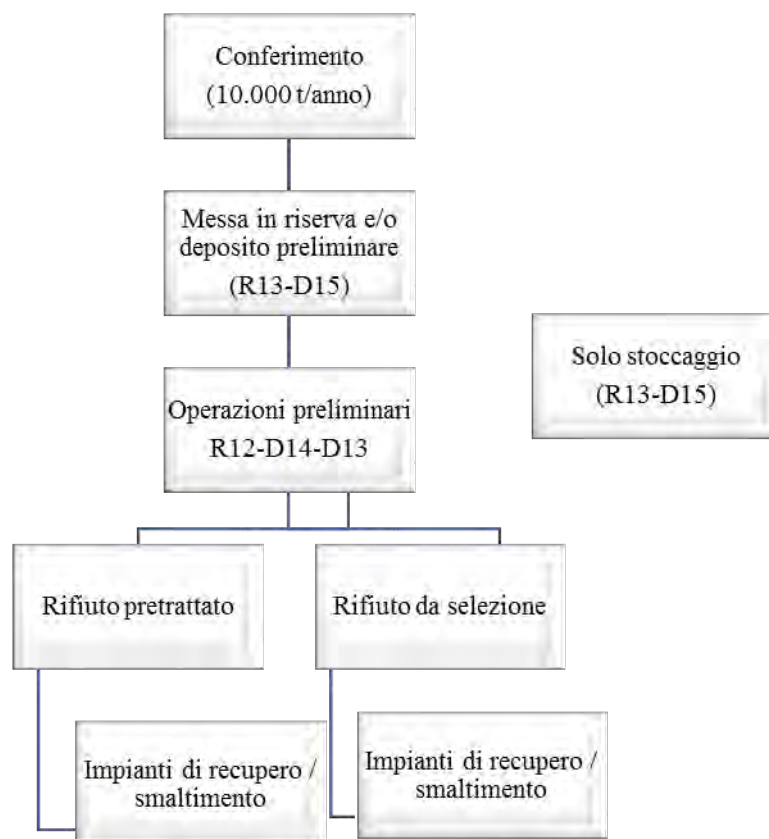 Conferimento
(10.000 t/anno)
Messa in riserva e/o
deposito preliminare
(R13-D15)
Solo stoccaggio
(R13-D15)
Operazioni preliminari
R12-D14-D13
Rifiuto pretrattato
Rifiuto da selezione
Impianti di recupero /
smaltimento
Impianti di recupero /
smaltimento